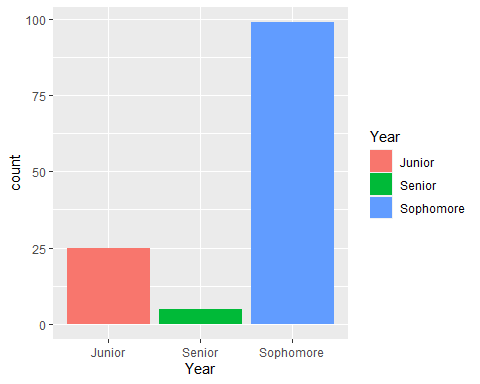 100
75
50
25
0
count
Junior Senior Sophomore
Year
Year
Junior
Senior
Sophomore